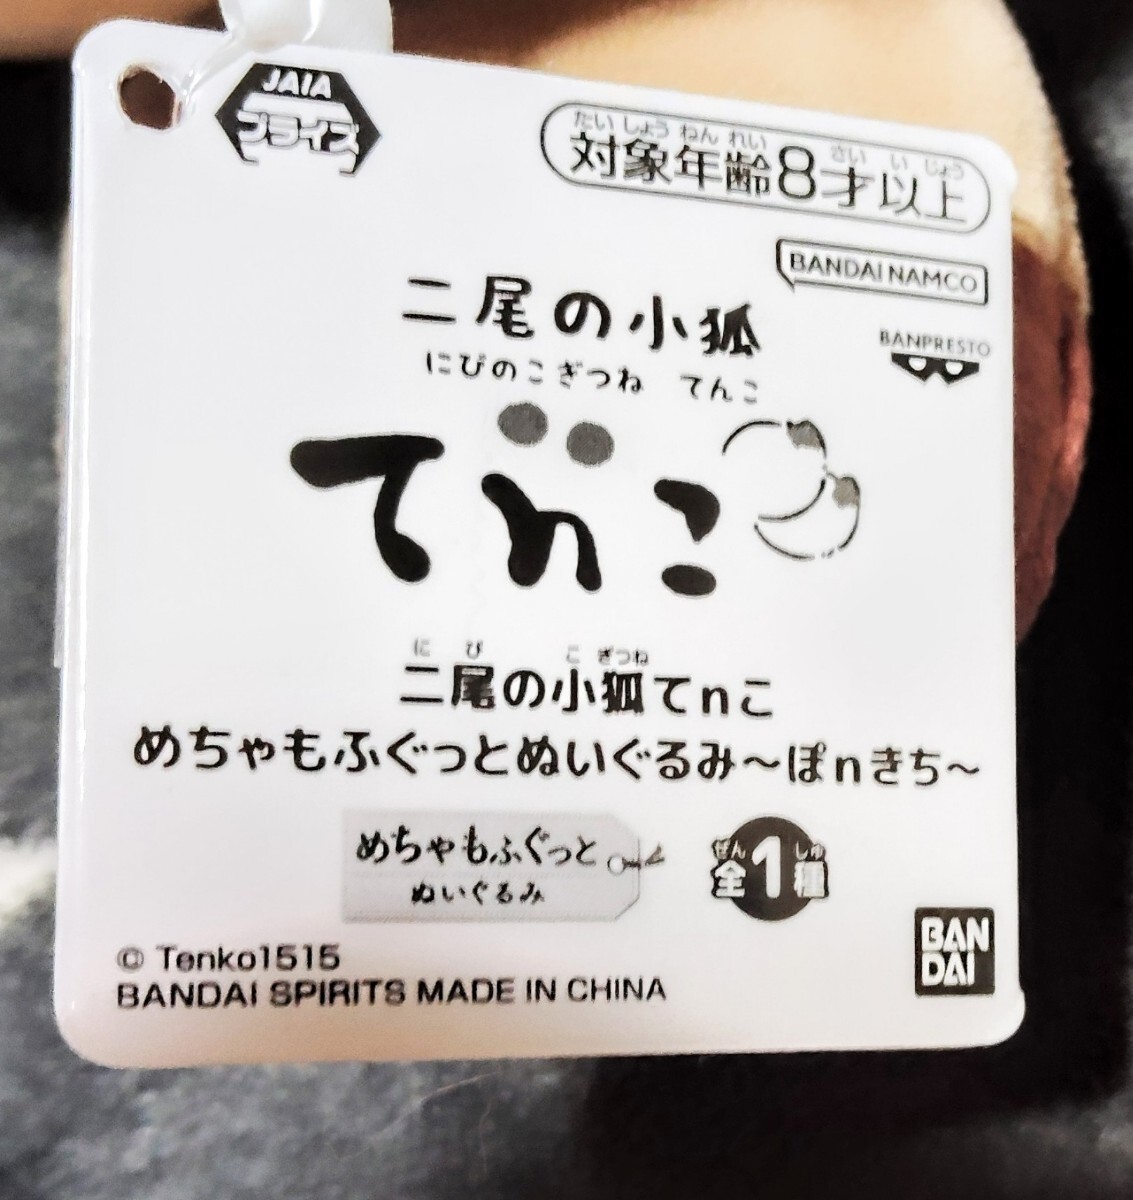 JAIA
プライズ
たいしょうねんれい さい いじょう
対象年齢8才以上
BANDAI NAMCO
BANPRESTO
二尾の小狐
にびのこぎつね てんこ
てnこ
に び こ ぎつね
二尾の小狐てnこ
めちゃもふぐっとぬいぐるみ～ぽnきち～
めちゃもふぐっと
ぬいぐるみ
ぜん しゅ
全1種
© Tenko1515
BANDAI SPIRITS MADE IN CHINA
BAN
DAI